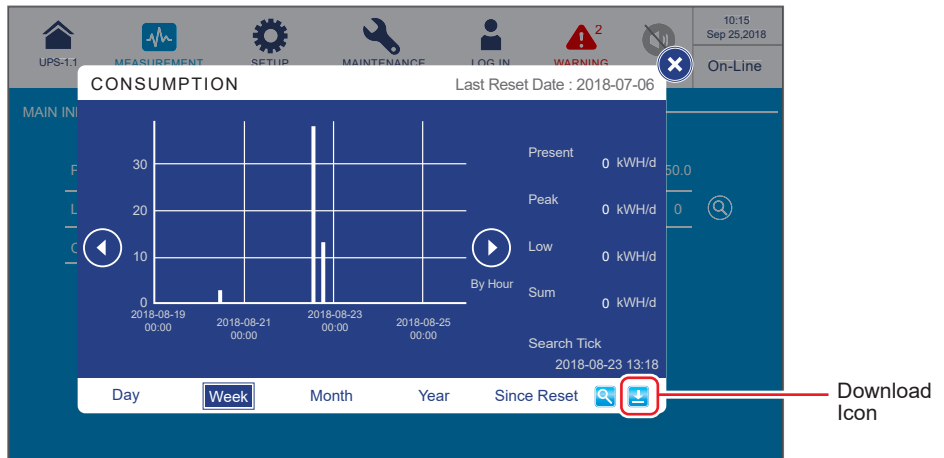 10:15
Sep 25,2018
2
UPS-1.1
MEASUREMENT
SETUP
MAINTENANCE
LOG IN
WARNING
On-Line
CONSUMPTION
Last Reset Date : 2018-07-06
MAIN IN
30
20
10
0
2018-08-19
00:00
2018-08-21
00:00
2018-08-23
00:00
2018-08-25
00:00
By Hour
Present
0 kWH/d
Peak
0 kWH/d
Low
0 kWH/d
Sum
0 kWH/d
Search Tick
2018-08-23 13:18
50.0
0
Day
Week
Month
Year
Since Reset
Download
Icon